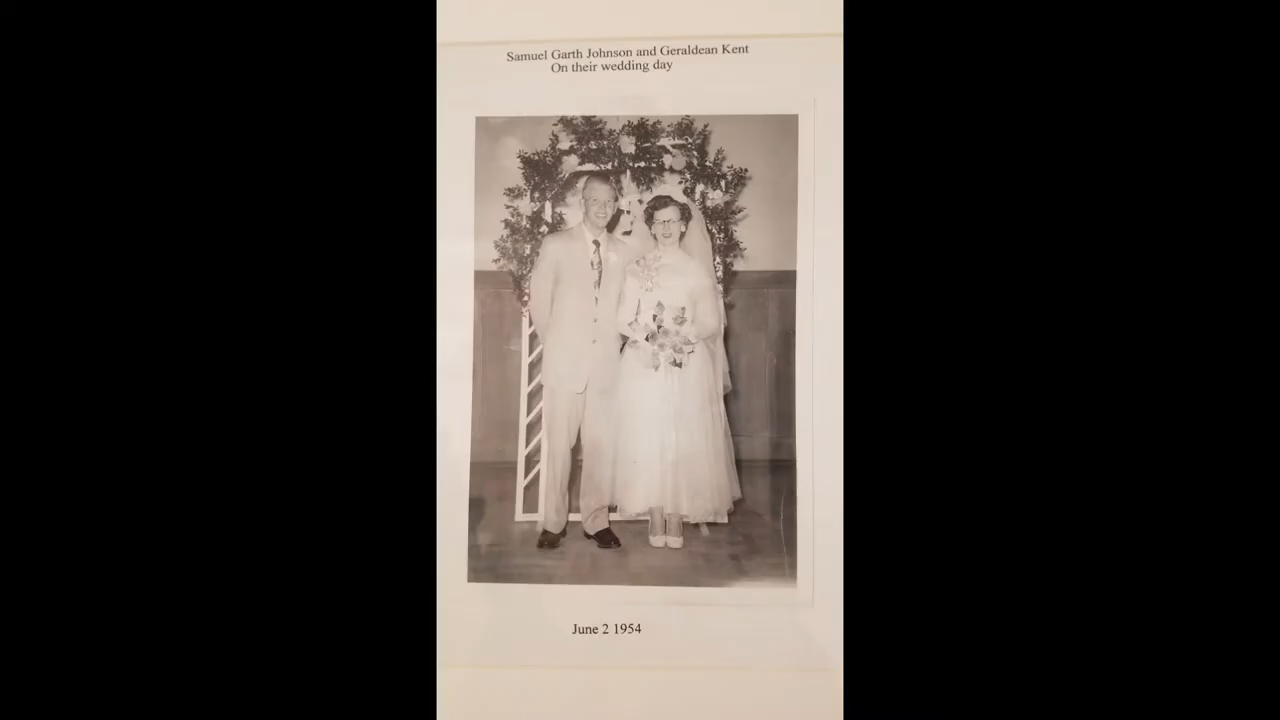 Samuel Garth Johnson and Geraldean Kent
On their wedding day
June 2 1954